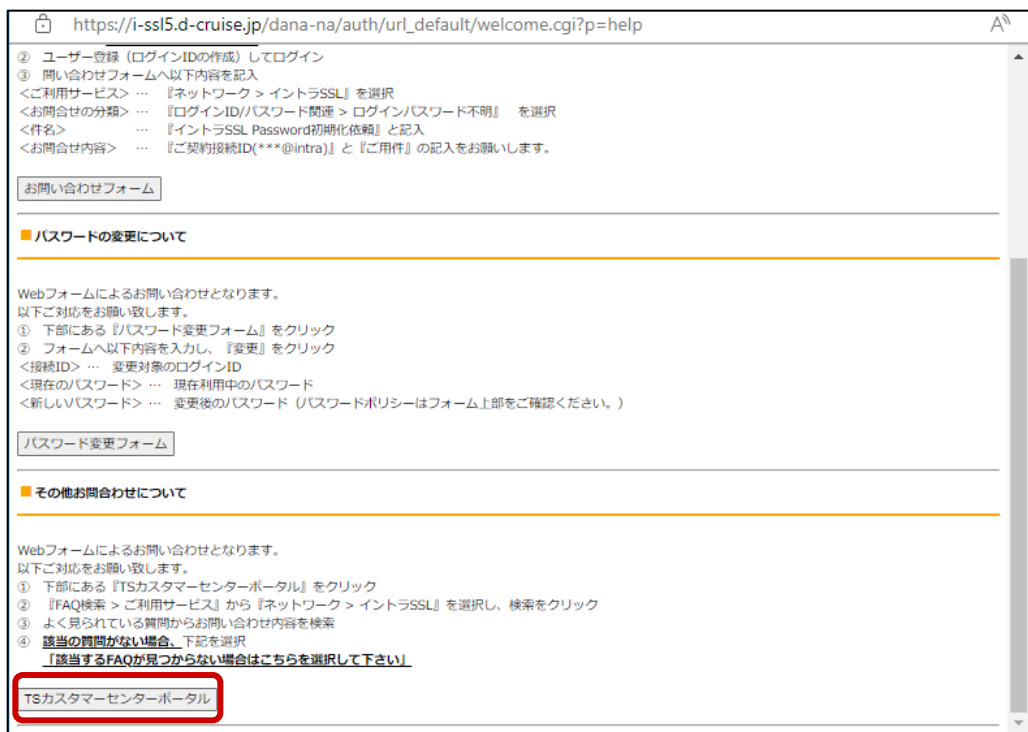 https://i-ssl5.d-cruise.jp/dana-na/auth/url_default/welcome.cgi?p=help
② ユーザー登録（ログインIDの作成）してログイン
③ 問い合わせフォームへ以下内容を記入
<ご利用サービス> … 『ネットワーク > イントラSSL』を選択
<お問合せの分類> … 『ログインID/パスワード関連 > ログインパスワード不明』 を選択
<件名> … 『イントラSSL Password初期化依頼』と記入
<お問合せ内容> … 『ご契約接続ID(***@intra)』と『ご用件』の記入をお願いします。
お問い合わせフォーム
■パスワードの変更について
Webフォームによるお問い合わせとなります。
以下ご対応をお願い致します。
① 下部にある『パスワード変更フォーム』をクリック
② フォームへ以下内容を入力し、『変更』をクリック
<接続ID> … 変更対象のログインID
<現在のパスワード> … 現在利用中のパスワード
<新しいパスワード> … 変更後のパスワード（パスワードポリシーはフォーム上部をご確認ください。）
パスワード変更フォーム
■その他お問合わせについて
Webフォームによるお問い合わせとなります。
以下ご対応をお願い致します。
① 下部にある『TSカスタマーセンターポータル』をクリック
② 『FAQ検索 > ご利用サービス』から『ネットワーク > イントラSSL』を選択し、検索をクリック
③ よく見られている質問からお問い合わせ内容を検索
④ 該当の質問がない場合、下記を選択
「該当するFAQが見つからない場合はこちらを選択して下さい」
TSカスタマーセンターポータル